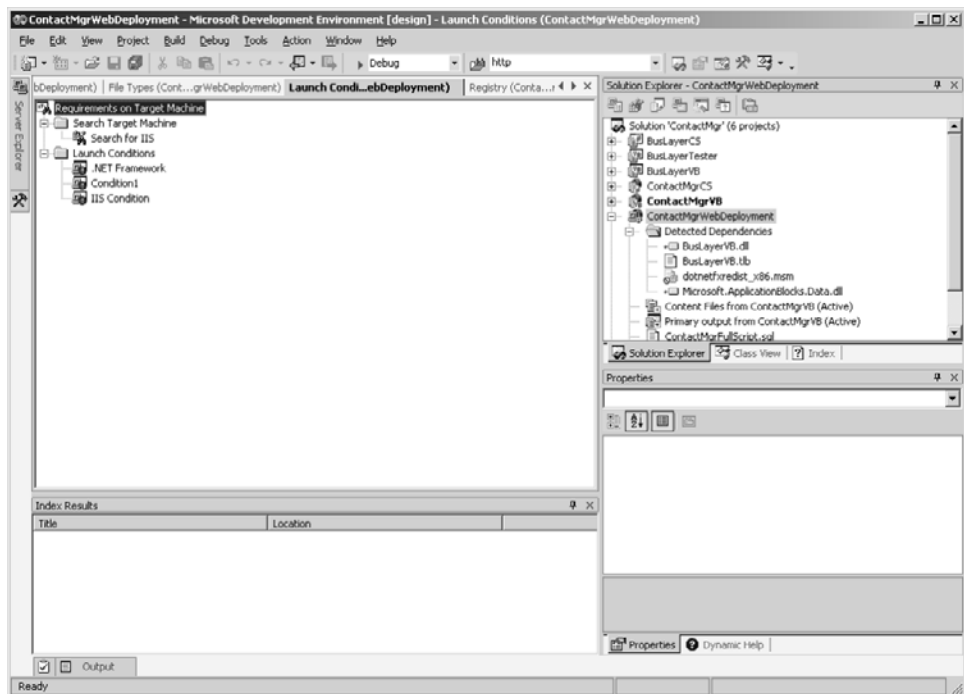 ContactMgrWebDeployment - Microsoft Development Environment [design] - Launch Conditions (ContactMgrWebDeployment)
File Edit View Project Build Debug Tools Action Window Help
Debug http
bDeployment) File Types (Cont...grWebDeployment) Launch Condi...ebDeployment) Registry (Conta...r
Server Explorer
Requirements on Target Machine
Search Target Machine
Search for IIS
Launch Conditions
.NET Framework
Condition1
IIS Condition
Index Results
Title Location
Output
Ready
Solution Explorer - ContactMgrWebDeployment
Solution 'ContactMgr' (6 projects)
BusLayerCS
BusLayerTester
BusLayerVB
ContactMgrCS
ContactMgrVB
ContactMgrWebDeployment
Detected Dependencies
BusLayerVB.dll
BusLayerVB.tlb
dotnetfxredist_x86.msm
Microsoft.ApplicationBlocks.Data.dll
Content Files from ContactMgrVB (Active)
Primary output from ContactMgrVB (Active)
ContactMgrFullScript.sql
Solution Explorer Class View Index
Properties
Properties Dynamic Help